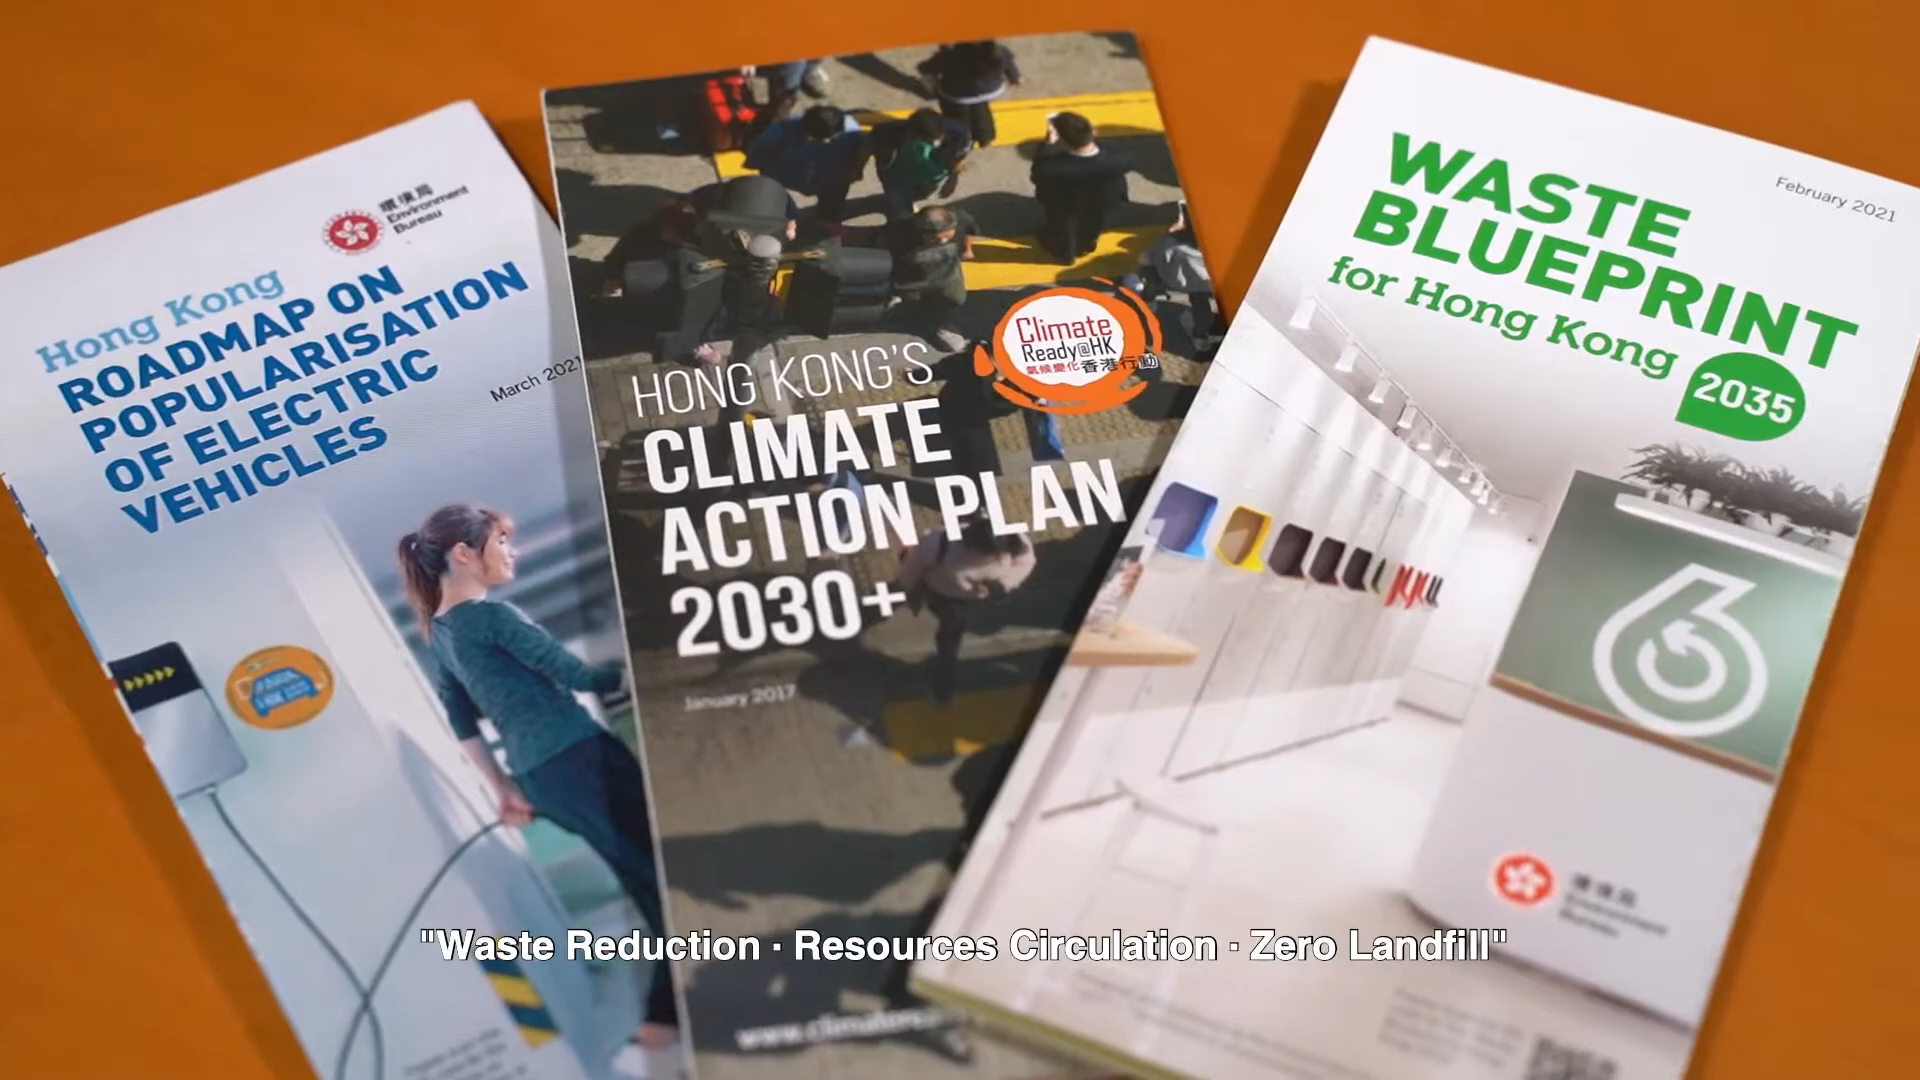 環境局
Environment
Bureau
Hong Kong
ROADMAP ON
POPULARISATION
OF ELECTRIC
VEHICLES
March 2021
Climate
Ready@HK
氣候變化香港行動
HONG KONG'S
CLIMATE
ACTION PLAN
2030+
January 2017
February 2021
WASTE
BLUEPRINT
for Hong Kong
2035
環境局
Environment
Bureau
"Waste Reduction · Resources Circulation · Zero Landfill"